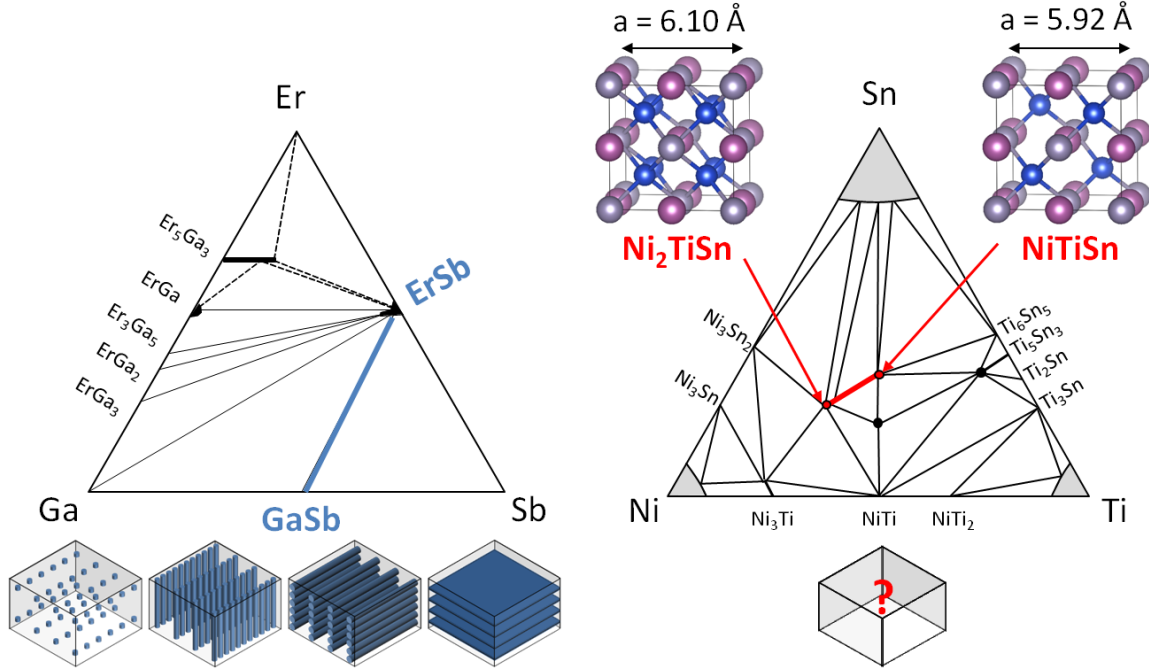 a = 6.10 Å
a = 5.92 Å
Er
Sn
Ni₂TiSn
NiTiSn
Er₅Ga₃
ErGa
Er₃Ga₅
ErGa₂
ErGa₃
ErSb
Ni₃Sn₂
Ni₃Sn
Ti₆Sn₅
Ti₅Sn₃
Ti₂Sn
Ti₃Sn
Ga
GaSb
Sb
Ni
Ni₃Ti
NiTi
NiTi₂
Ti
?